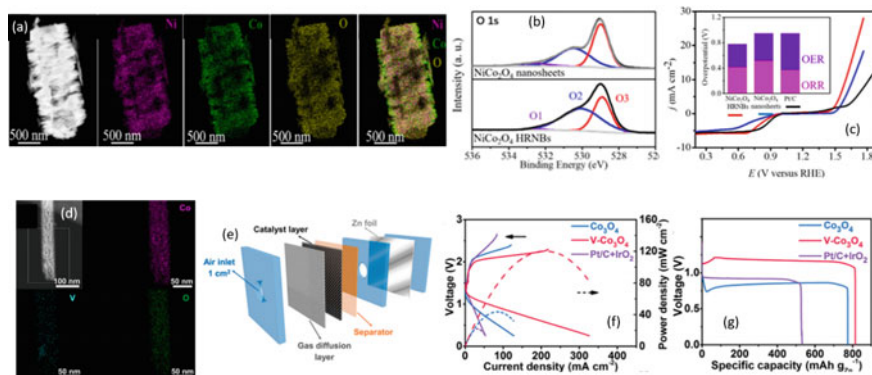 (a)
Ni
Co
O
Ni
Co
O
500 nm
500 nm
500 nm
500 nm
500 nm
(b)
O 1s
NiCo2O4 nanosheets
O1
O2
O3
NiCo2O4 HRNBs
Intensity (a. u.)
536
534
532
530
528
52
Binding Energy (eV)
j (mA cm-2)
30
20
10
0
-10
Overpotential (V)
1.2
0.8
0.4
0.0
OER
ORR
NiCo2O4 HRNBs
NiCo2O4 nanosheets
Pt/C
(c)
0.3
0.6
0.9
1.2
1.5
1.8
E (V versus RHE)
(d)
Co
100 nm
50 nm
V
O
50 nm
50 nm
(e)
Zn foil
Catalyst layer
Air inlet
1 cm2
Separator
Gas diffusion
layer
Voltage (V)
3
2
1
0
Co3O4
V-Co3O4
Pt/C+IrO2
160
120
80
40
0
Power density (mW cm-2)
(f)
0
100
200
300
400
Current density (mA cm-2)
Voltage (V)
2.0
1.5
1.0
0.5
0.0
Co3O4
V-Co3O4
Pt/C+IrO2
(g)
0
200
400
600
800
Specific capacity (mAh gZn-1)